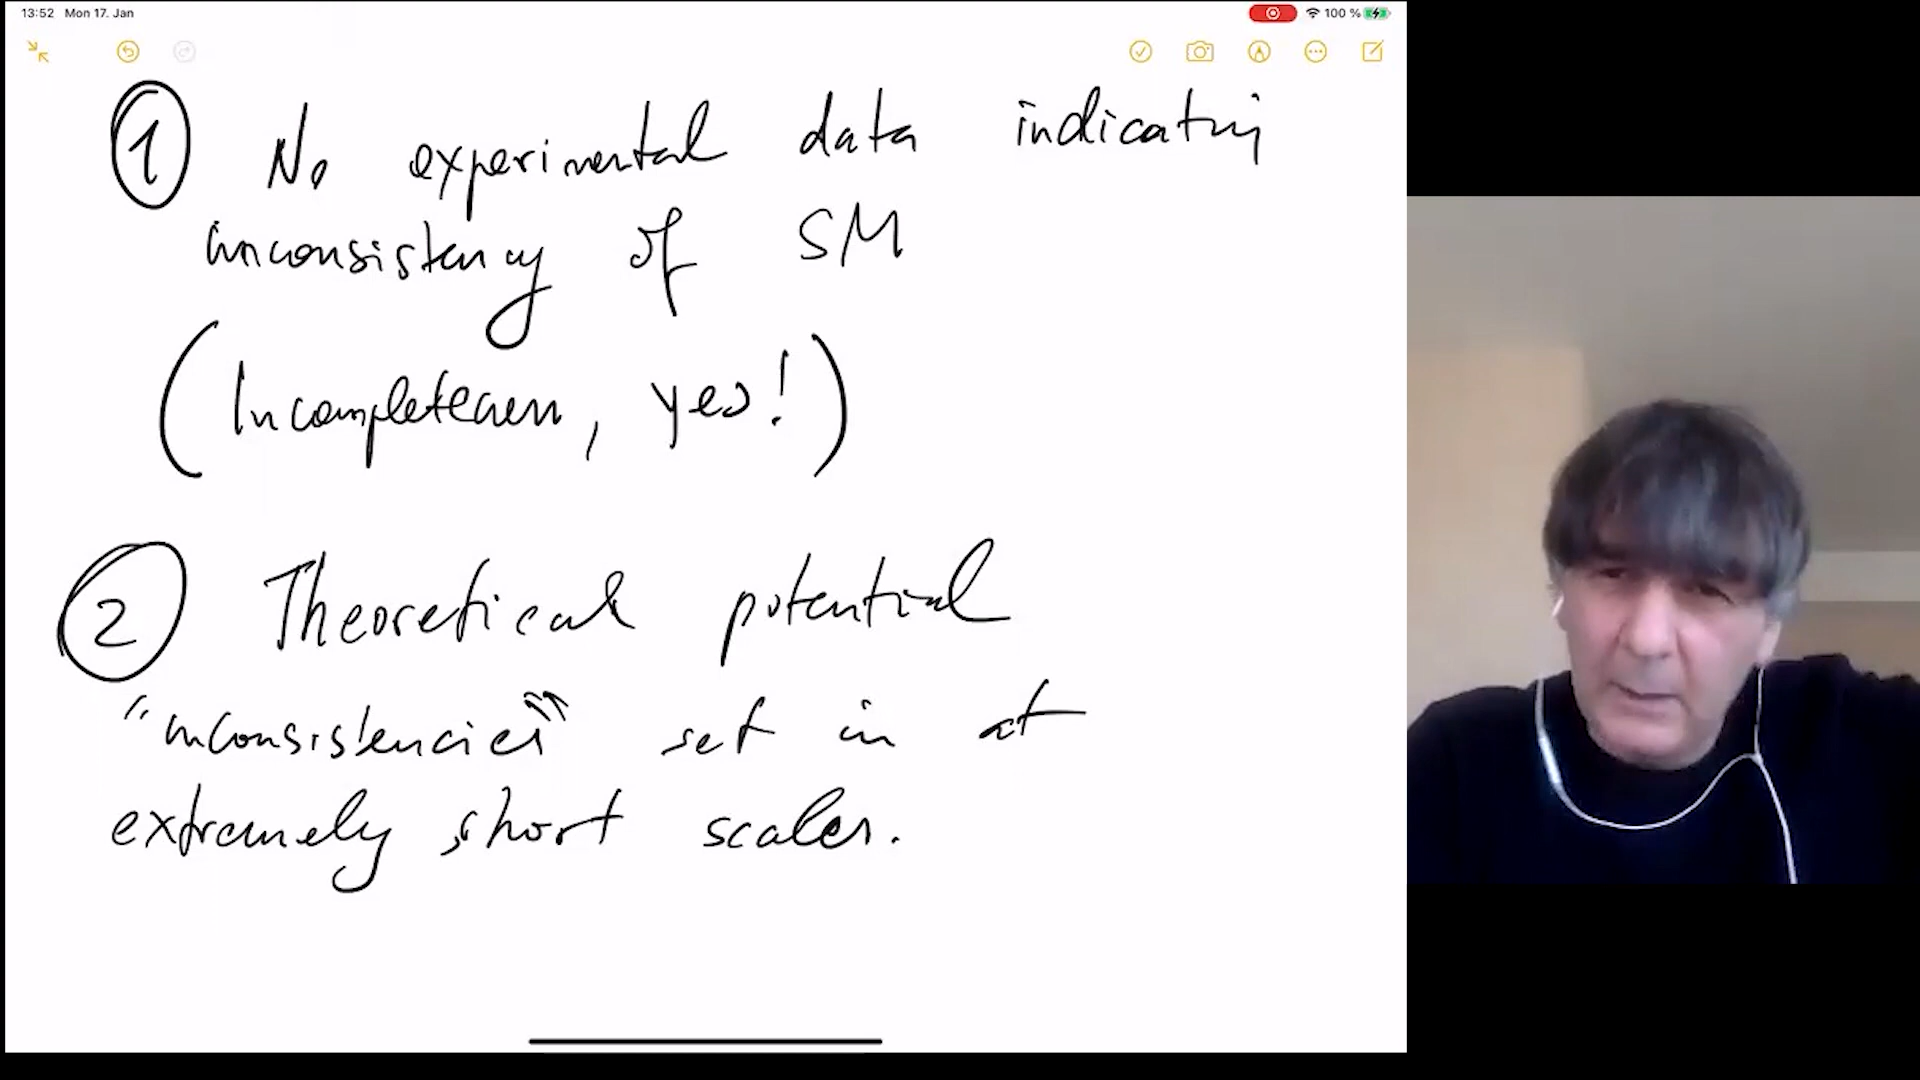 13:52 Mon 17. Jan 100 %
1 No experimental data indicating
inconsistency of SM
(Incompleteness, yes!)
2 Theoretical potential
"inconsistencies" set in at
extremely short scales.